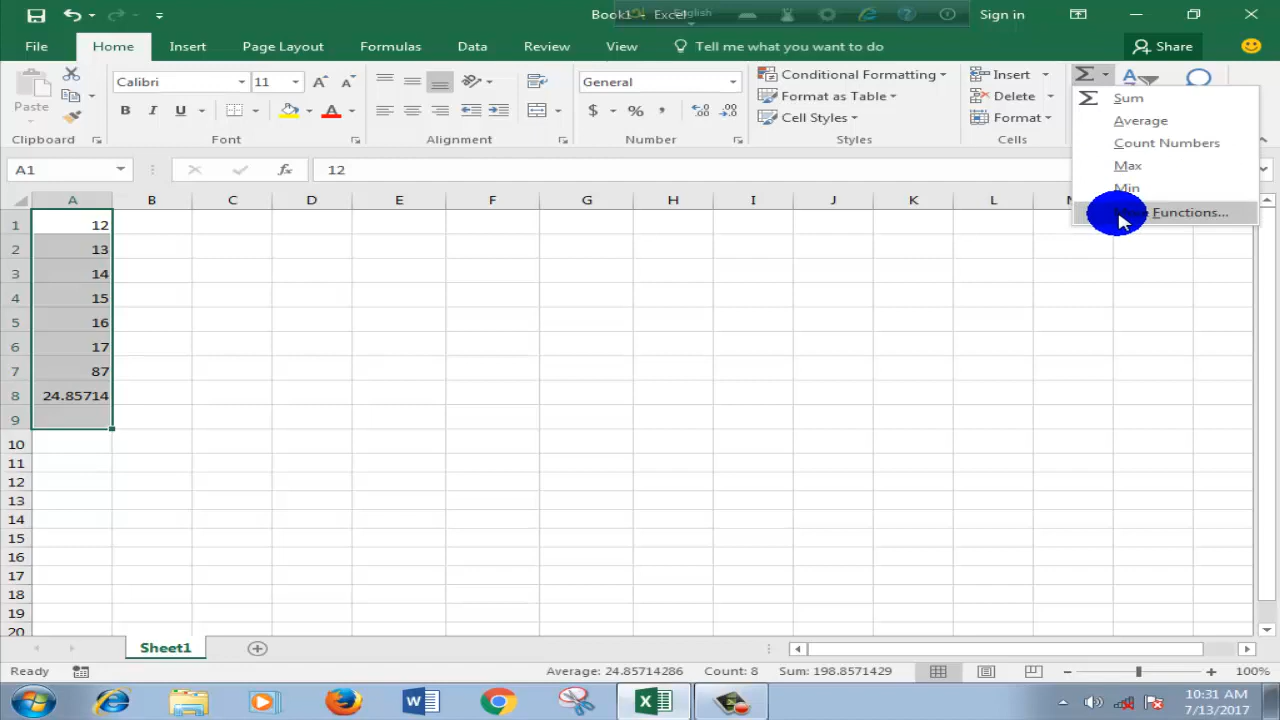 Book1 - Excel
English
Sign in
File
Home
Insert
Page Layout
Formulas
Data
Review
View
Tell me what you want to do
Share
Paste
Clipboard
Calibri
11
B I U
Font
Alignment
General
$ % ,
Number
Conditional Formatting
Format as Table
Cell Styles
Styles
Insert
Delete
Format
Cells
Sum
Average
Count Numbers
Max
Min
Functions...
A1
fx
12
A B C D E F G H I J K L
1 12
2 13
3 14
4 15
5 16
6 17
7 87
8 24.85714
9
10
11
12
13
14
15
16
17
18
19
20
Sheet1
Ready
Average: 24.85714286 Count: 8 Sum: 198.8571429
100%
10:31 AM
7/13/2017